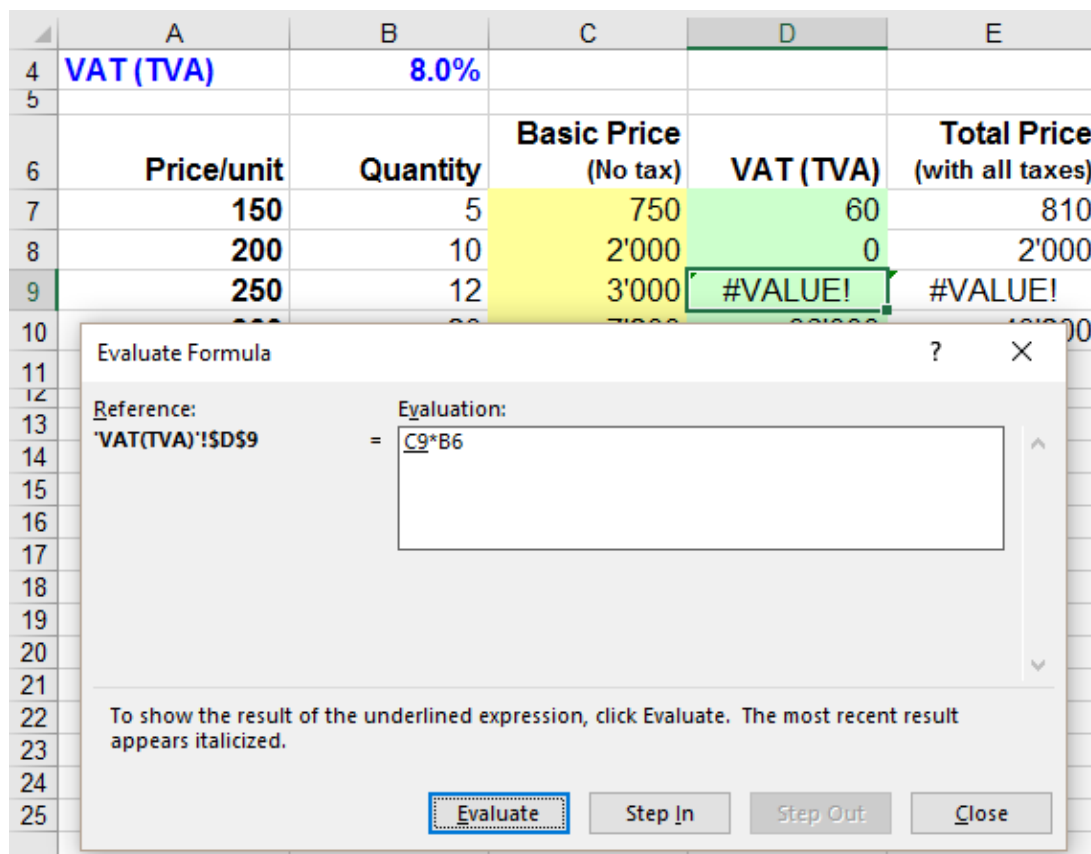 A B C D E
4 VAT (TVA) 8.0%
5
Basic Price Total Price
6 Price/unit Quantity (No tax) VAT (TVA) (with all taxes)
7 150 5 750 60 810
8 200 10 2'000 0 2'000
9 250 12 3'000 #VALUE! #VALUE!
10
Evaluate Formula ? X
11
12
Reference: Evaluation:
13 'VAT(TVA)'!$D$9 = C9*B6
14
15
16
17
18
19
20
21
22 To show the result of the underlined expression, click Evaluate. The most recent result
23 appears italicized.
24
25 Evaluate Step In Step Out Close